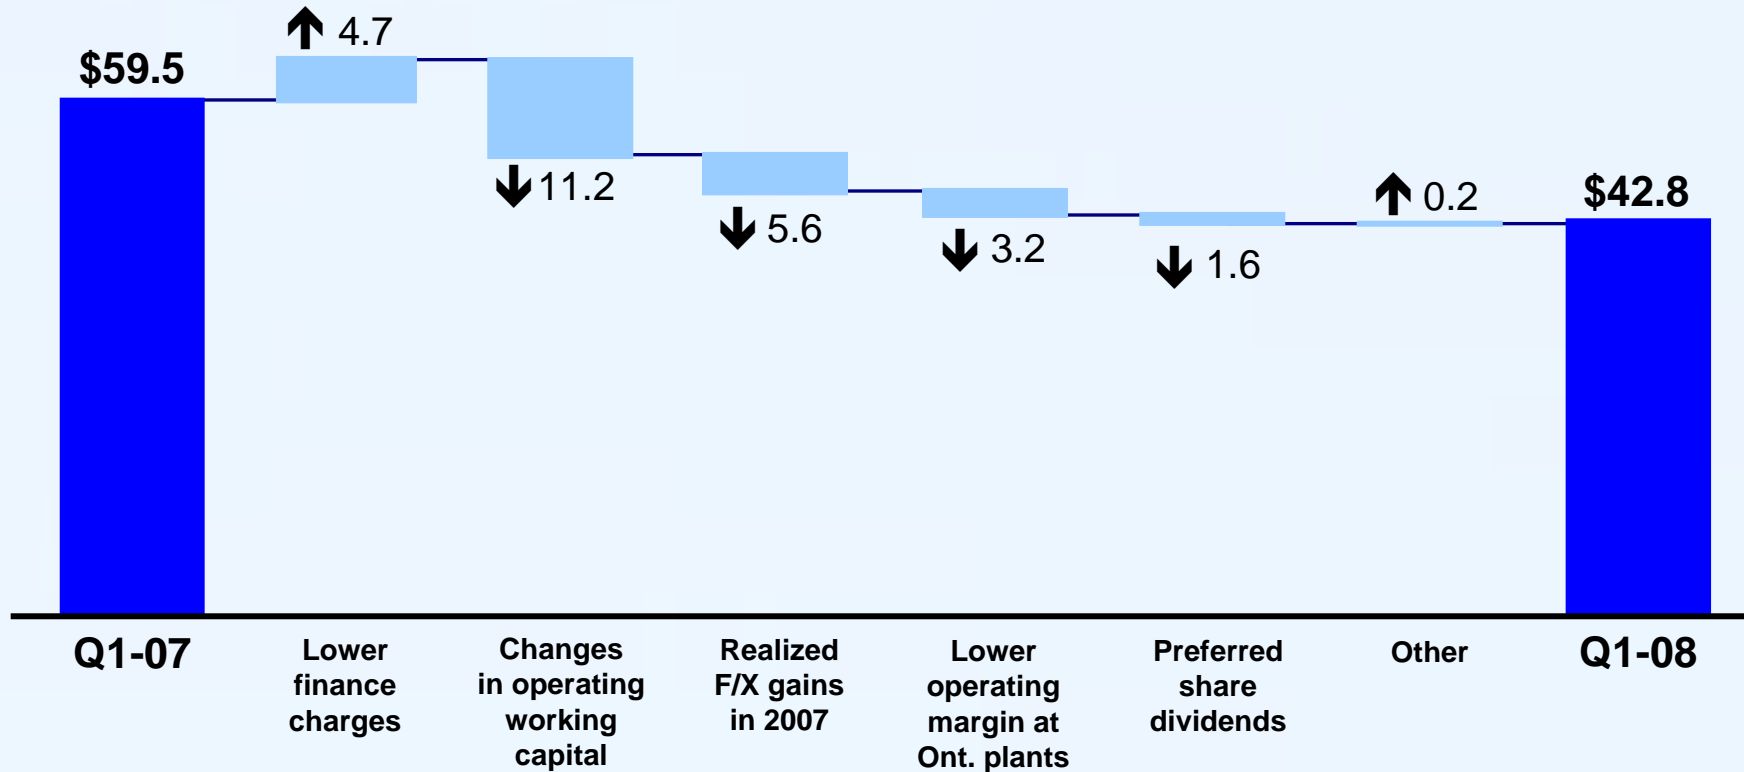 $59.5
↑ 4.7
↓ 11.2
↓ 5.6
↓ 3.2
↓ 1.6
↑ 0.2
$42.8
Q1-07
Lower
finance
charges
Changes
in operating
working
capital
Realized
F/X gains
in 2007
Lower
operating
margin at
Ont. plants
Preferred
share
dividends
Other
Q1-08